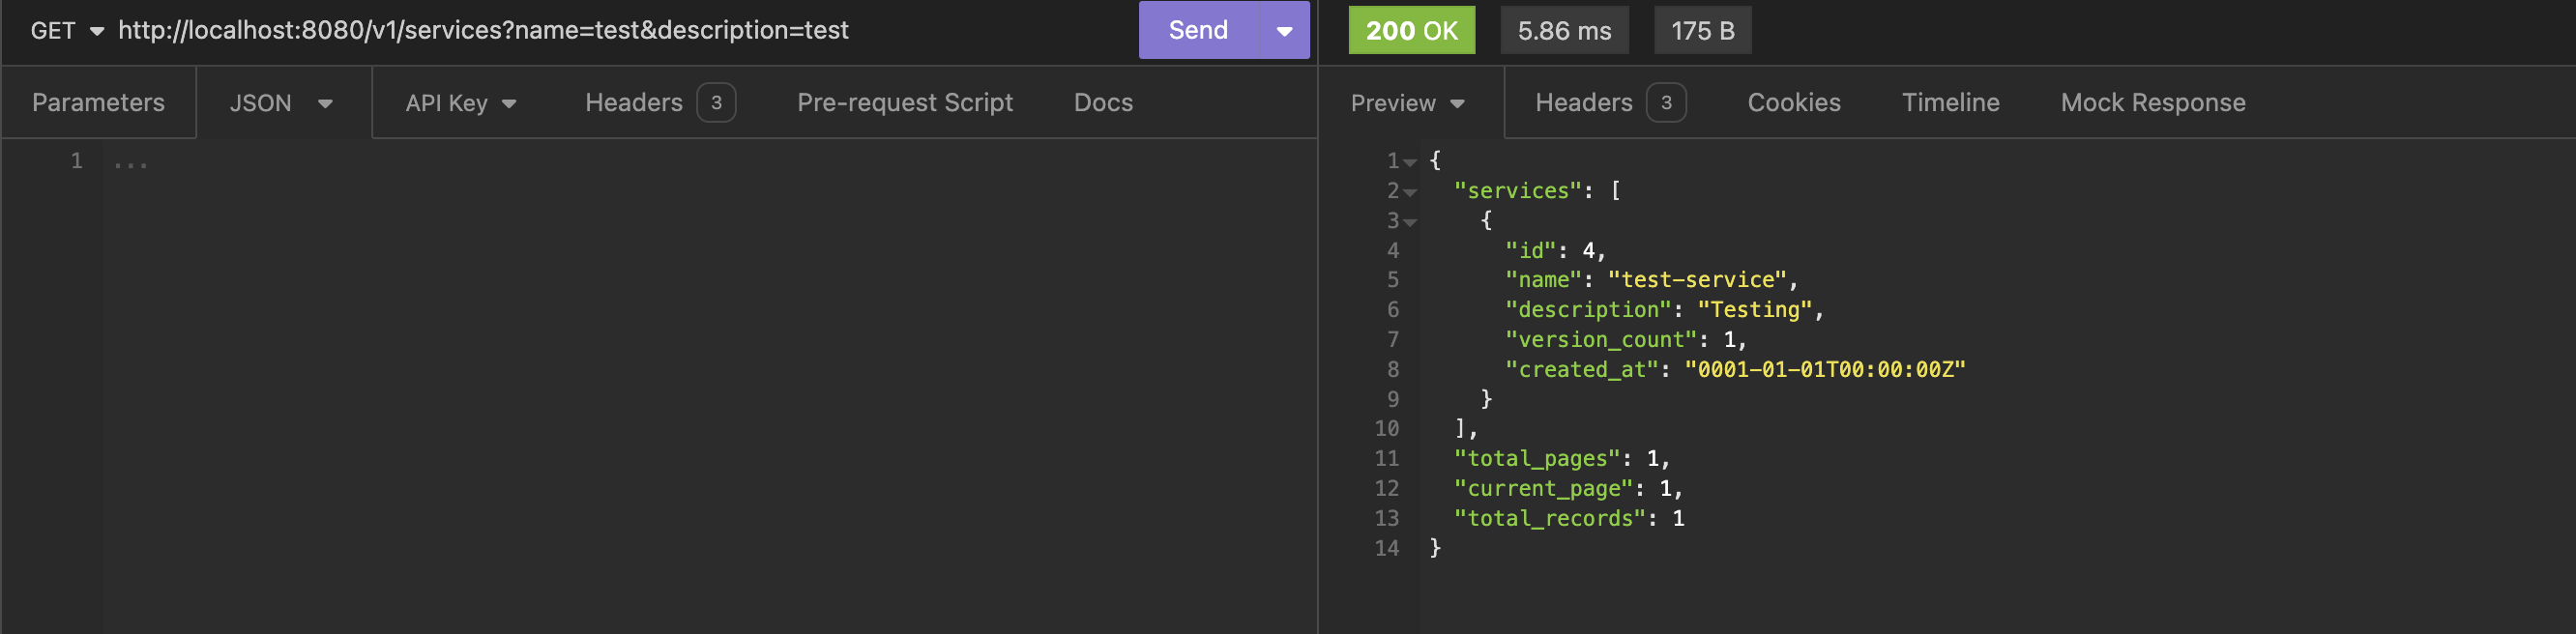 GET http://localhost:8080/v1/services?name=test&description=test Send
Parameters JSON API Key Headers 3 Pre-request Script Docs
1 ...
200 OK 5.86 ms 175 B
Preview Headers 3 Cookies Timeline Mock Response
1 {
2 "services": [
3 {
4 "id": 4,
5 "name": "test-service",
6 "description": "Testing",
7 "version_count": 1,
8 "created_at": "0001-01-01T00:00:00Z"
9 }
10 ],
11 "total_pages": 1,
12 "current_page": 1,
13 "total_records": 1
14 }